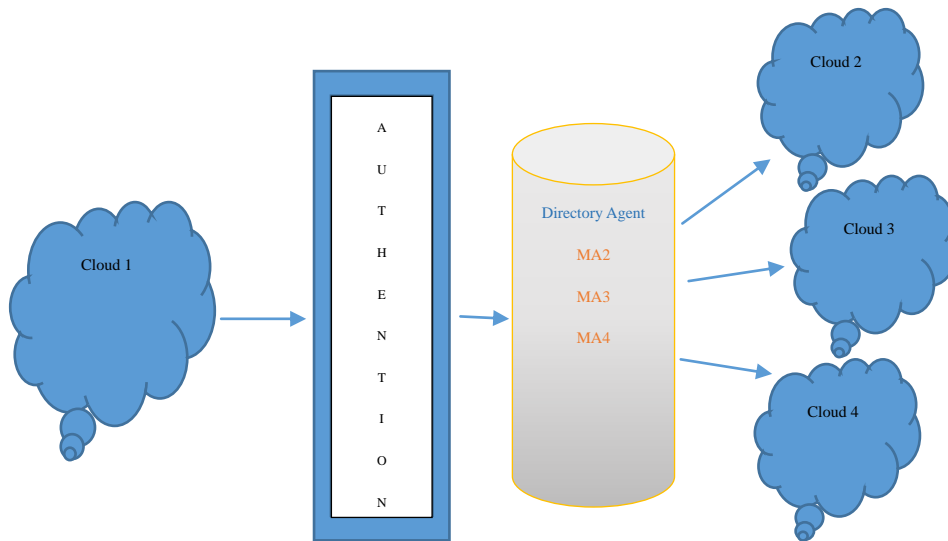 Cloud 1
A
U
T
H
E
N
T
I
O
N
Directory Agent
MA2
MA3
MA4
Cloud 2
Cloud 3
Cloud 4